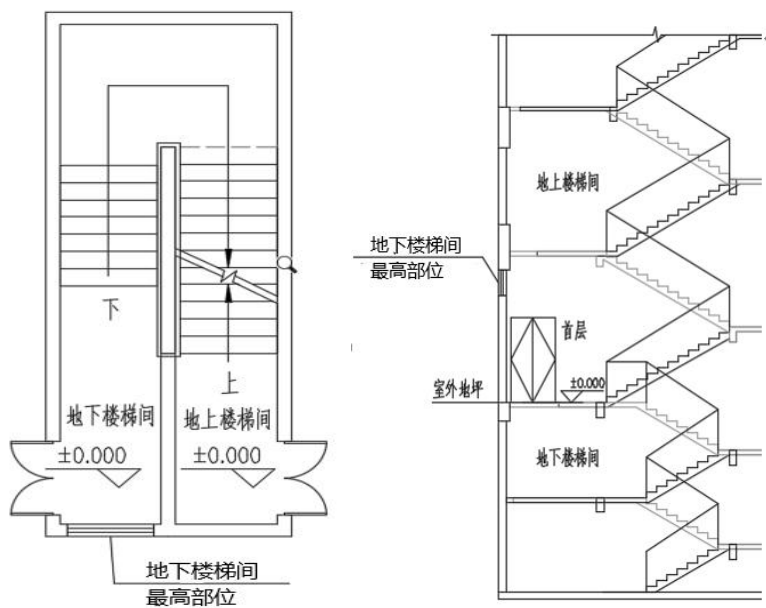 下
上
地下楼梯间
地上楼梯间
±0.000
±0.000
地下楼梯间
最高部位
地上楼梯间
地下楼梯间
最高部位
首层
±0.000
室外地坪
地下楼梯间